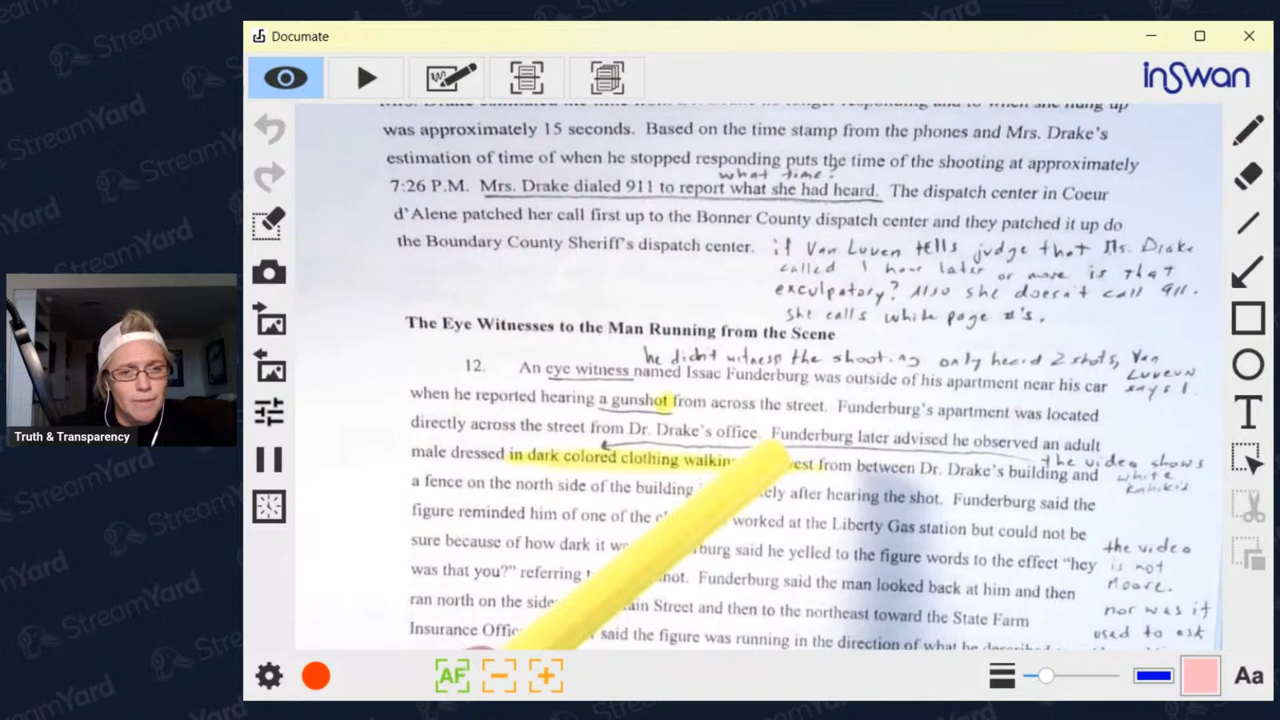 StreamYard
Documate
inSwan
was approximately 15 seconds. Based on the time stamp from the phones and Mrs. Drake's
estimation of time of when he stopped responding puts the time of the shooting at approximately
what time?
7:26 P.M. Mrs. Drake dialed 911 to report what she had heard. The dispatch center in Coeur
d'Alene patched her call first up to the Bonner County dispatch center and they patched it up do
the Boundary County Sheriff's dispatch center.
if Van Luven tells judge that Ms. Drake
called 1 hour later or more is that
exculpatory? Also she doesn't call 911.
she calls white page #'s.
The Eye Witnesses to the Man Running from the Scene
he didn't witness the shooting only heard 2 shots, Van
says 1.
12. An eye witness named Issac Funderburg was outside of his apartment near his car
when he reported hearing a gunshot from across the street. Funderburg's apartment was located
directly across the street from Dr. Drake's office. Funderburg later advised he observed an adult
male dressed in dark colored clothing from between Dr. Drake's building and
the video shows
white
a fence on the north side of the building after hearing the shot. Funderburg said the
figure reminded him of one of the worked at the Liberty Gas station but could not be
sure because of how dark it said he yelled to the figure words to the effect "hey
was that you?" referring Funderburg said the man looked back at him and then
ran north on the Street and then to the northeast toward the State Farm
Insurance said the figure was running in the direction of what he
the video
is not
Moore.
nor was it
used to ask
Truth & Transparency
AF
T
Aa